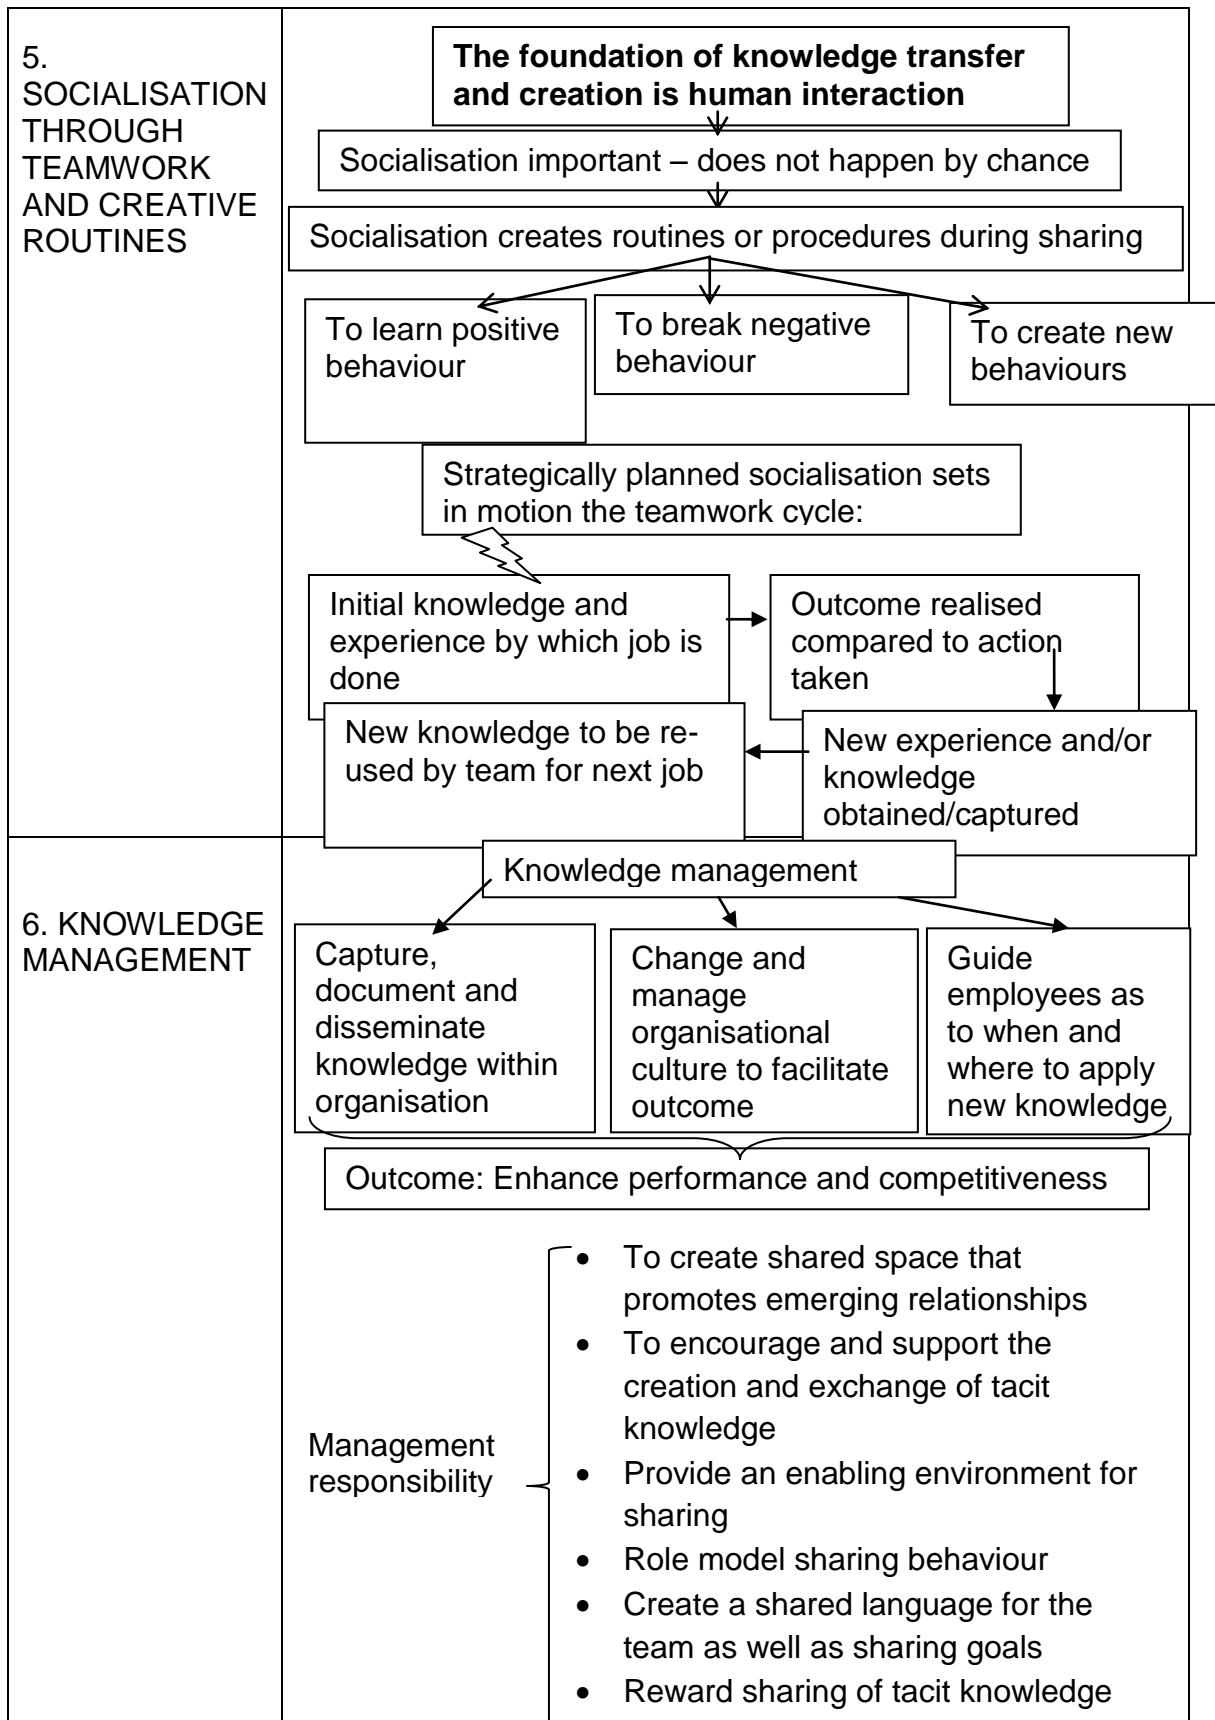 5.
SOCIALISATION
THROUGH
TEAMWORK
AND CREATIVE
ROUTINES
The foundation of knowledge transfer
and creation is human interaction
Socialisation important – does not happen by chance
Socialisation creates routines or procedures during sharing
To learn positive
behaviour
To break negative
behaviour
To create new
behaviours
Strategically planned socialisation sets
in motion the teamwork cycle:
Initial knowledge and
experience by which job is
done
Outcome realised
compared to action
taken
New knowledge to be re-
used by team for next job
New experience and/or
knowledge
obtained/captured
6. KNOWLEDGE
MANAGEMENT
Knowledge management
Capture,
document and
disseminate
knowledge within
organisation
Change and
manage
organisational
culture to facilitate
outcome
Guide
employees as
to when and
where to apply
new knowledge
Outcome: Enhance performance and competitiveness
Management
responsibility
• To create shared space that
promotes emerging relationships
• To encourage and support the
creation and exchange of tacit
knowledge
• Provide an enabling environment for
sharing
• Role model sharing behaviour
• Create a shared language for the
team as well as sharing goals
• Reward sharing of tacit knowledge